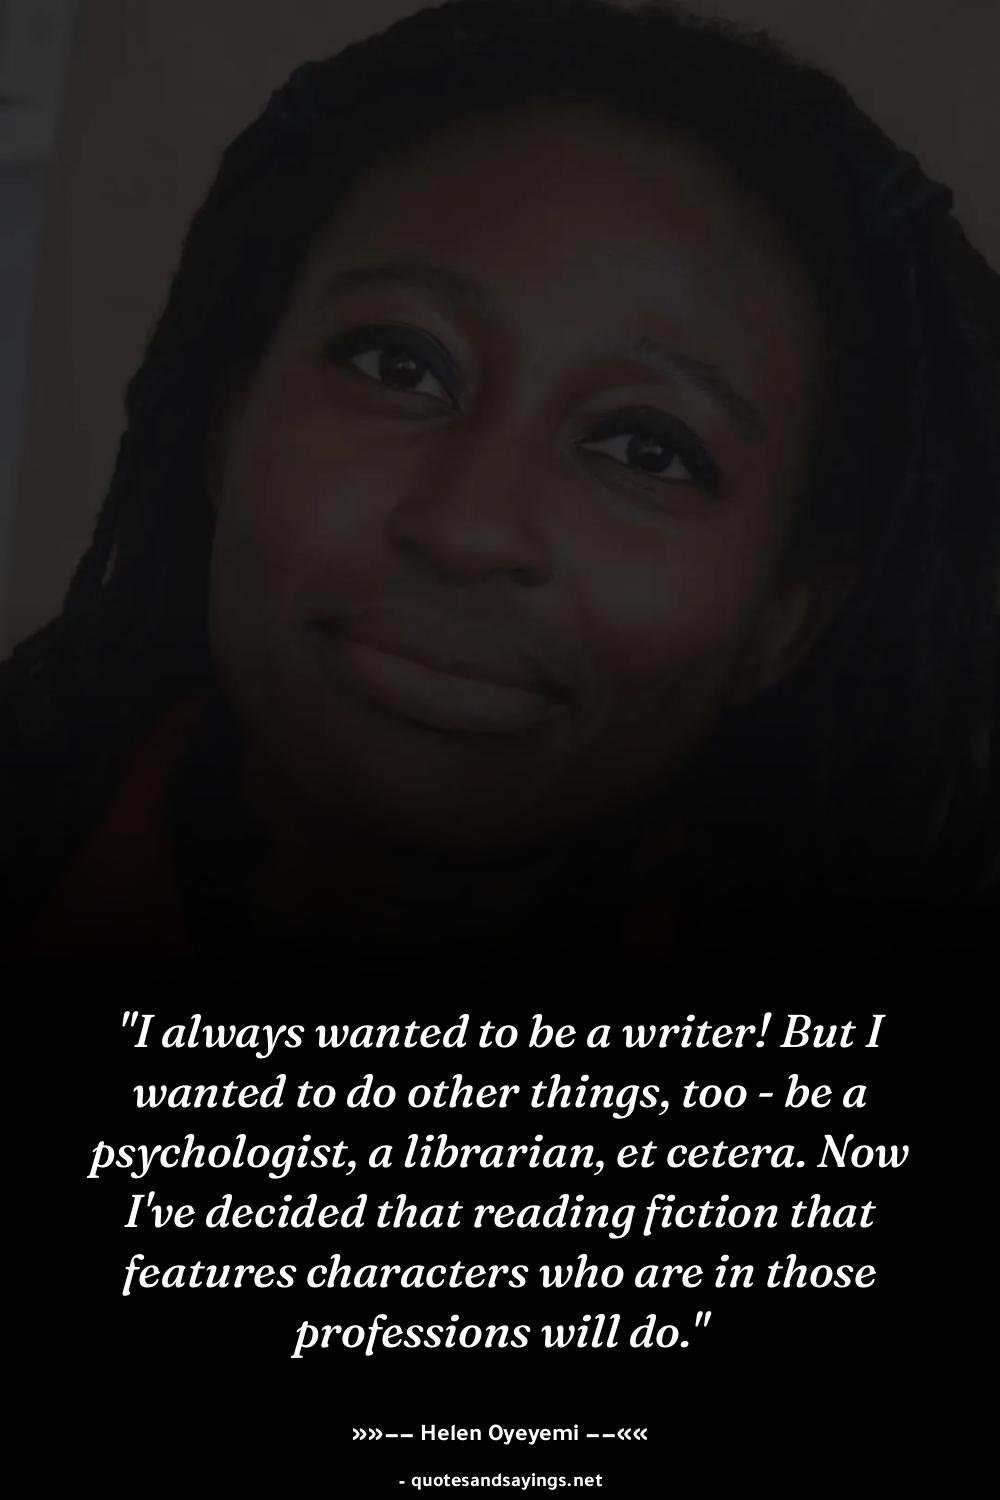 "I always wanted to be a writer! But I
wanted to do other things, too - be a
psychologist, a librarian, et cetera. Now
I've decided that reading fiction that
features characters who are in those
professions will do."
»»–– Helen Oyeyemi ––««
- quotesandsayings.net